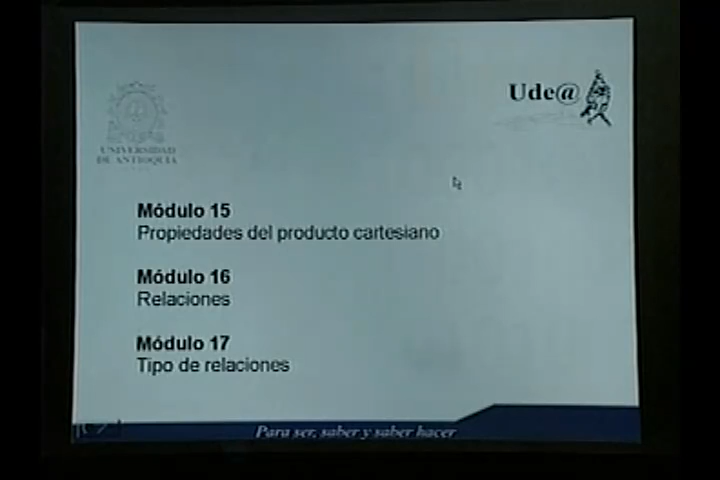 UNIVERSIDAD
DE ANTIOQUIA
Ude@
Módulo 15
Propiedades del producto cartesiano
Módulo 16
Relaciones
Módulo 17
Tipo de relaciones
Para ser, saber y saber hacer